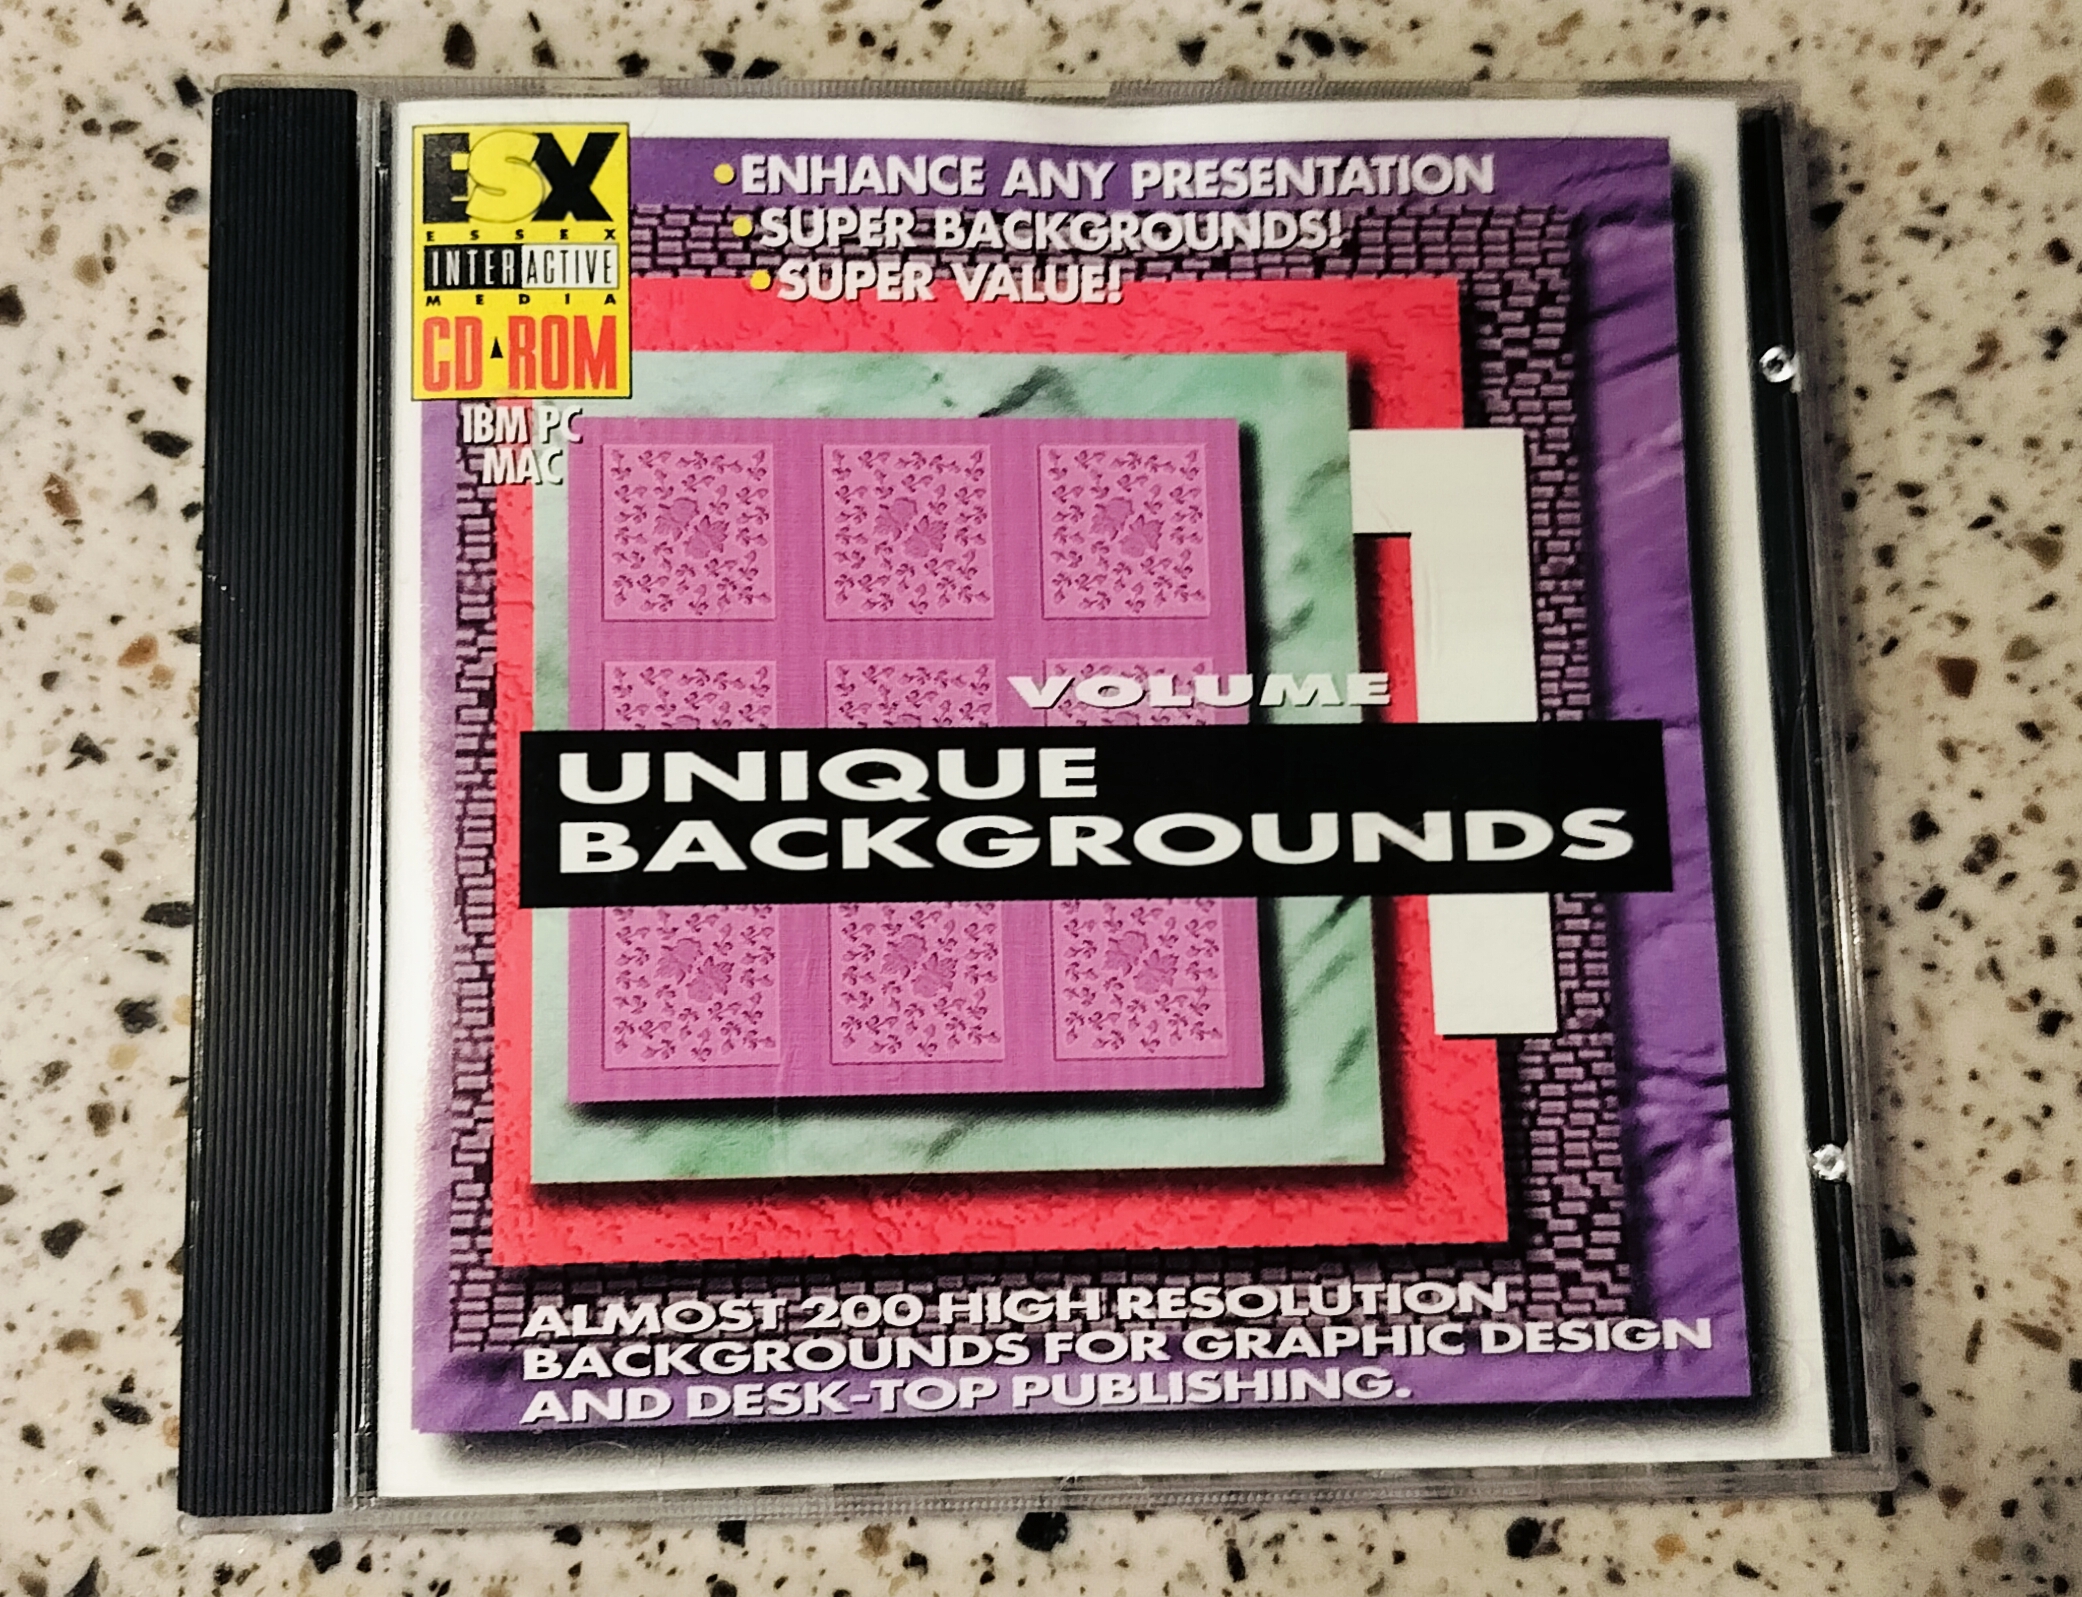 ESX
ESSEX
INTERACTIVE
MEDIA
CD-ROM
IBM PC
MAC
•ENHANCE ANY PRESENTATION
•SUPER BACKGROUNDS!
•SUPER VALUE!
1
VOLUME
UNIQUE
BACKGROUNDS
ALMOST 200 HIGH RESOLUTION
BACKGROUNDS FOR GRAPHIC DESIGN
AND DESK-TOP PUBLISHING.